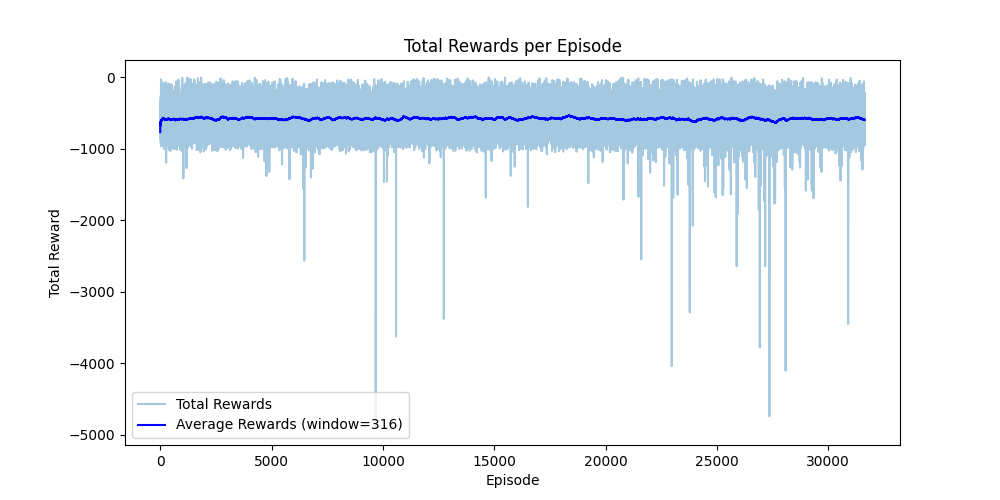 Total Rewards per Episode
Total Reward
0
−1000
−2000
−3000
−4000
−5000
Total Rewards
Average Rewards (window=316)
0
5000
10000
15000
20000
25000
30000
Episode